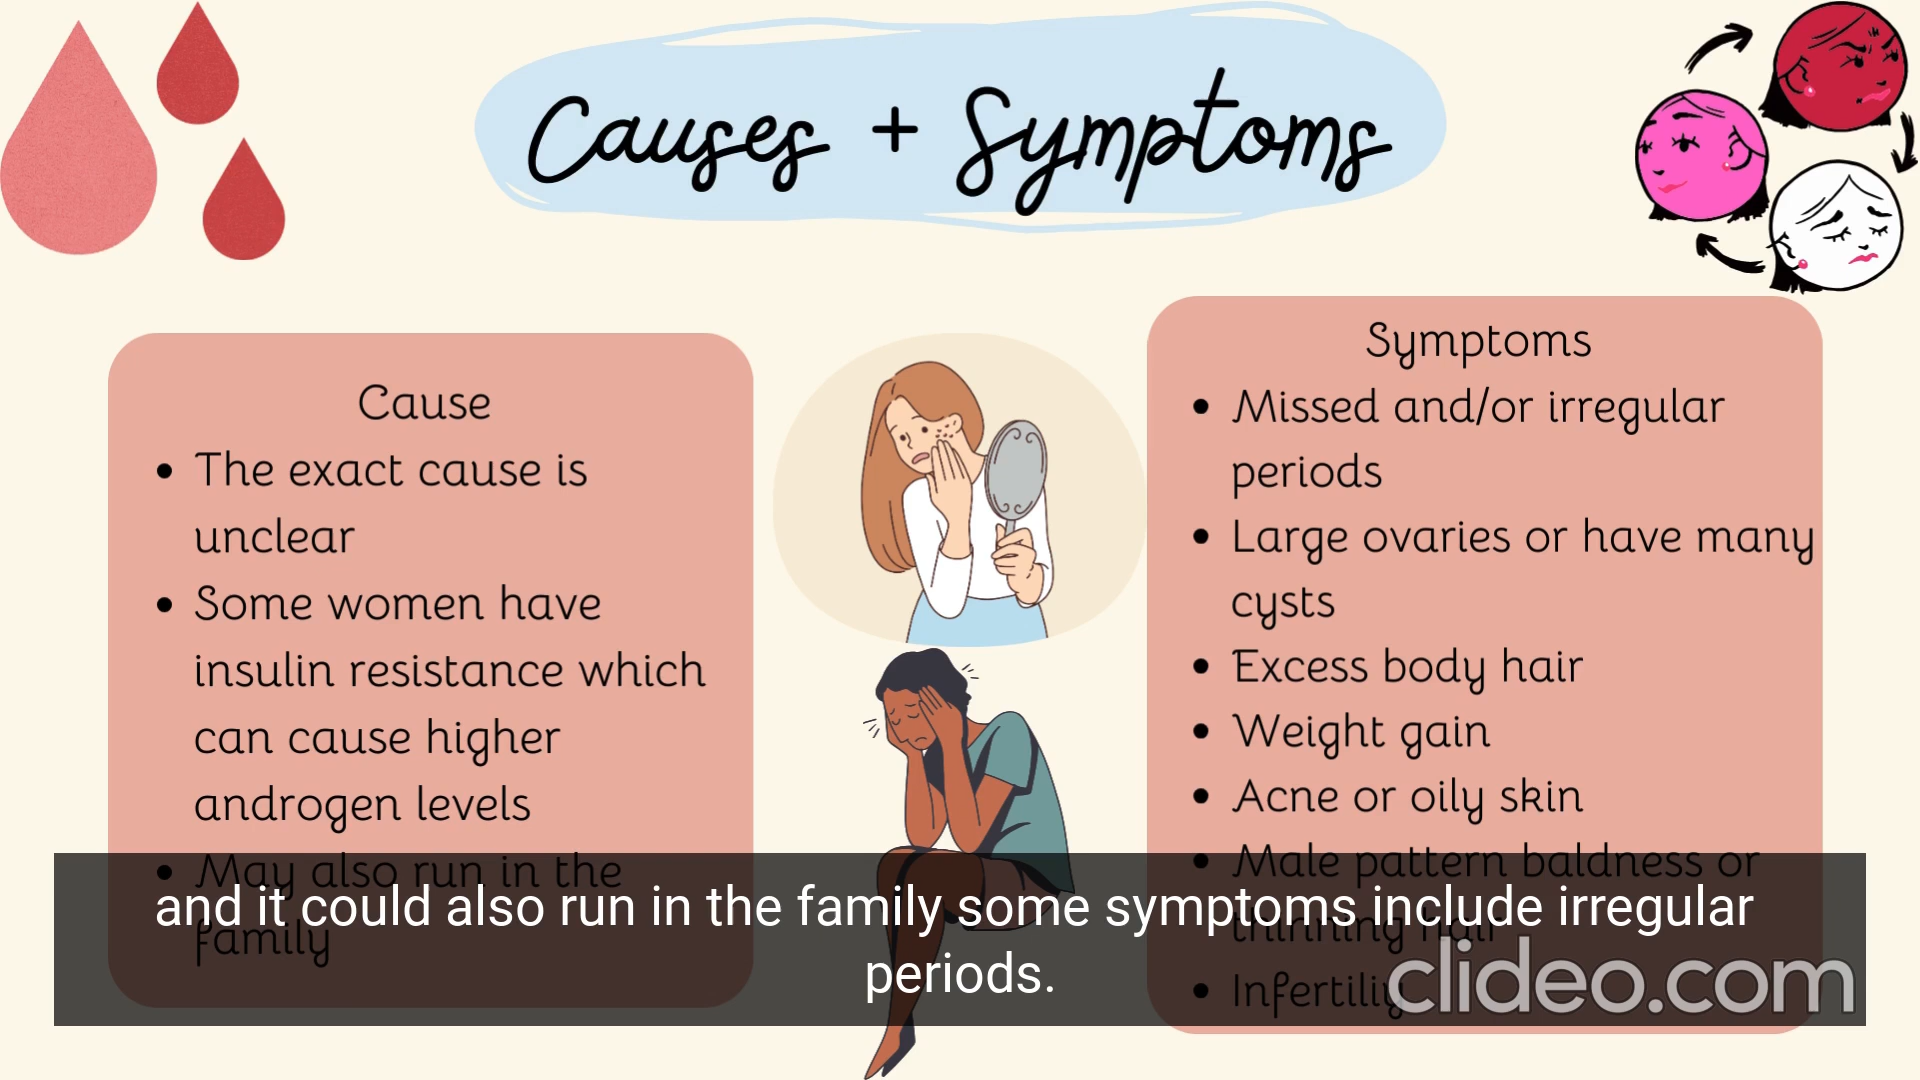 Causes + Symptoms
Cause
• The exact cause is
unclear
• Some women have
insulin resistance which
can cause higher
androgen levels
• May also run in the
family
Symptoms
• Missed and/or irregular
periods
• Large ovaries or have many
cysts
• Excess body hair
• Weight gain
• Acne or oily skin
• Male pattern baldness or
thinning hair
• Infertiliy
and it could also run in the family some symptoms include irregular
periods.
clideo.com